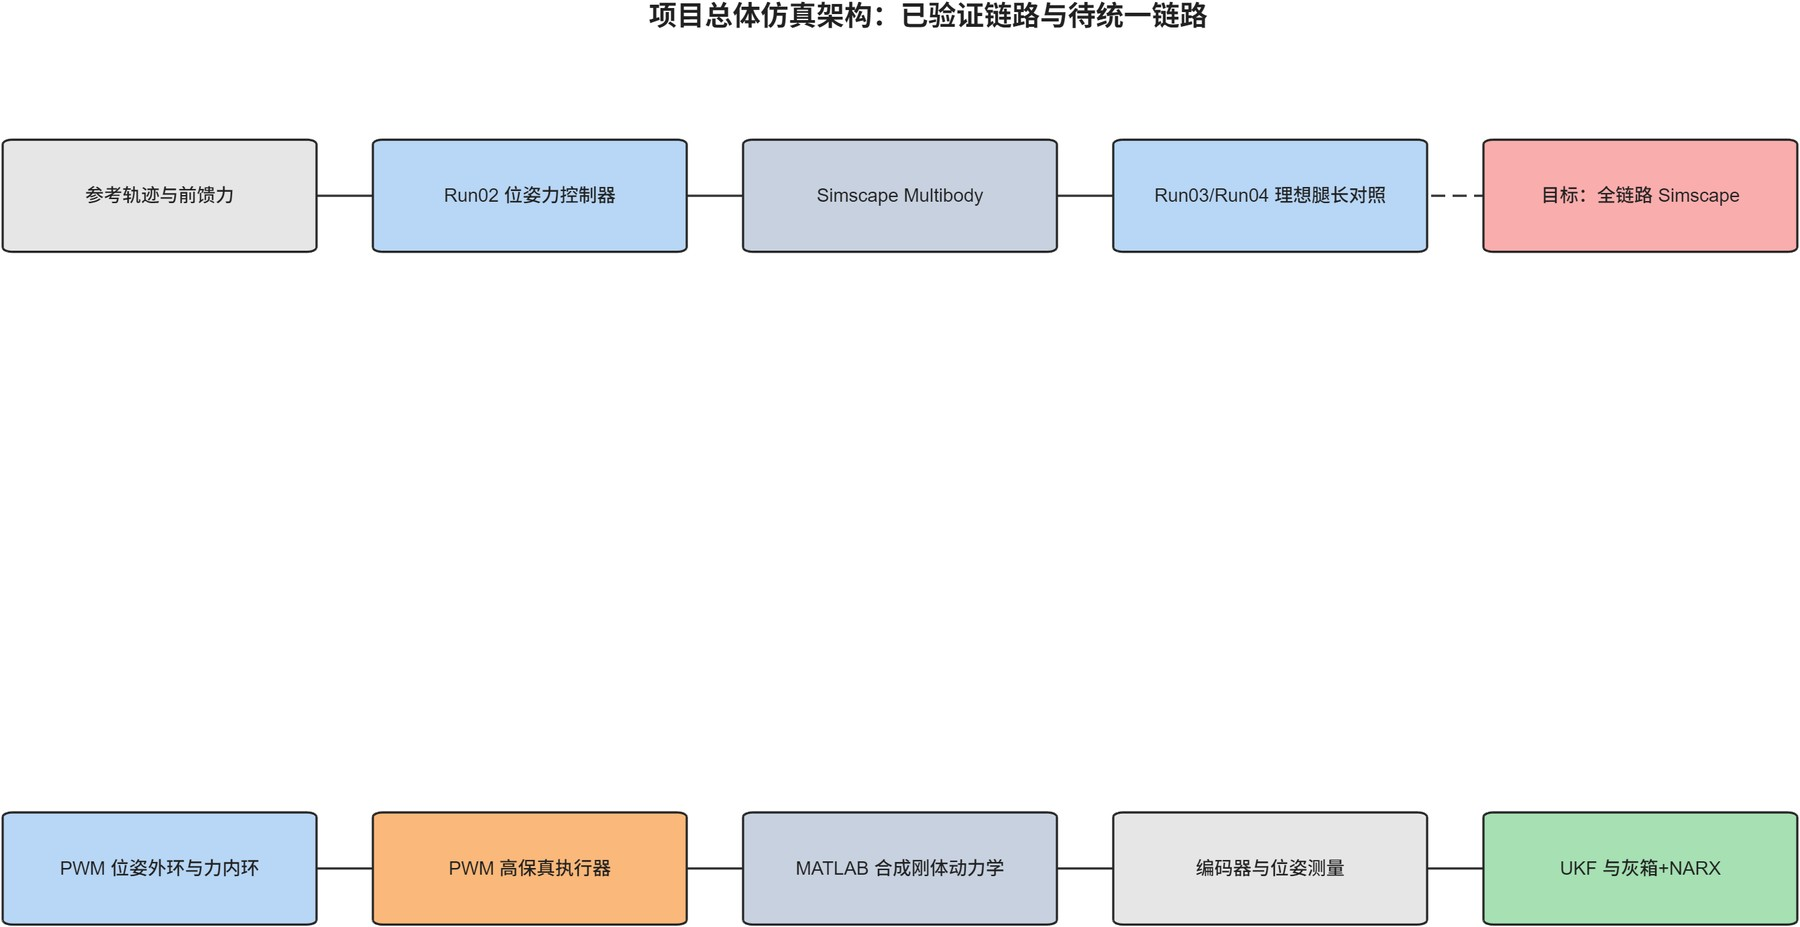 项目总体仿真架构：已验证链路与待统一链路
参考轨迹与前馈力
Run02 位姿力控制器
Simscape Multibody
Run03/Run04 理想腿长对照
目标：全链路 Simscape
PWM 位姿外环与力内环
PWM 高保真执行器
MATLAB 合成刚体动力学
编码器与位姿测量
UKF 与灰箱+NARX